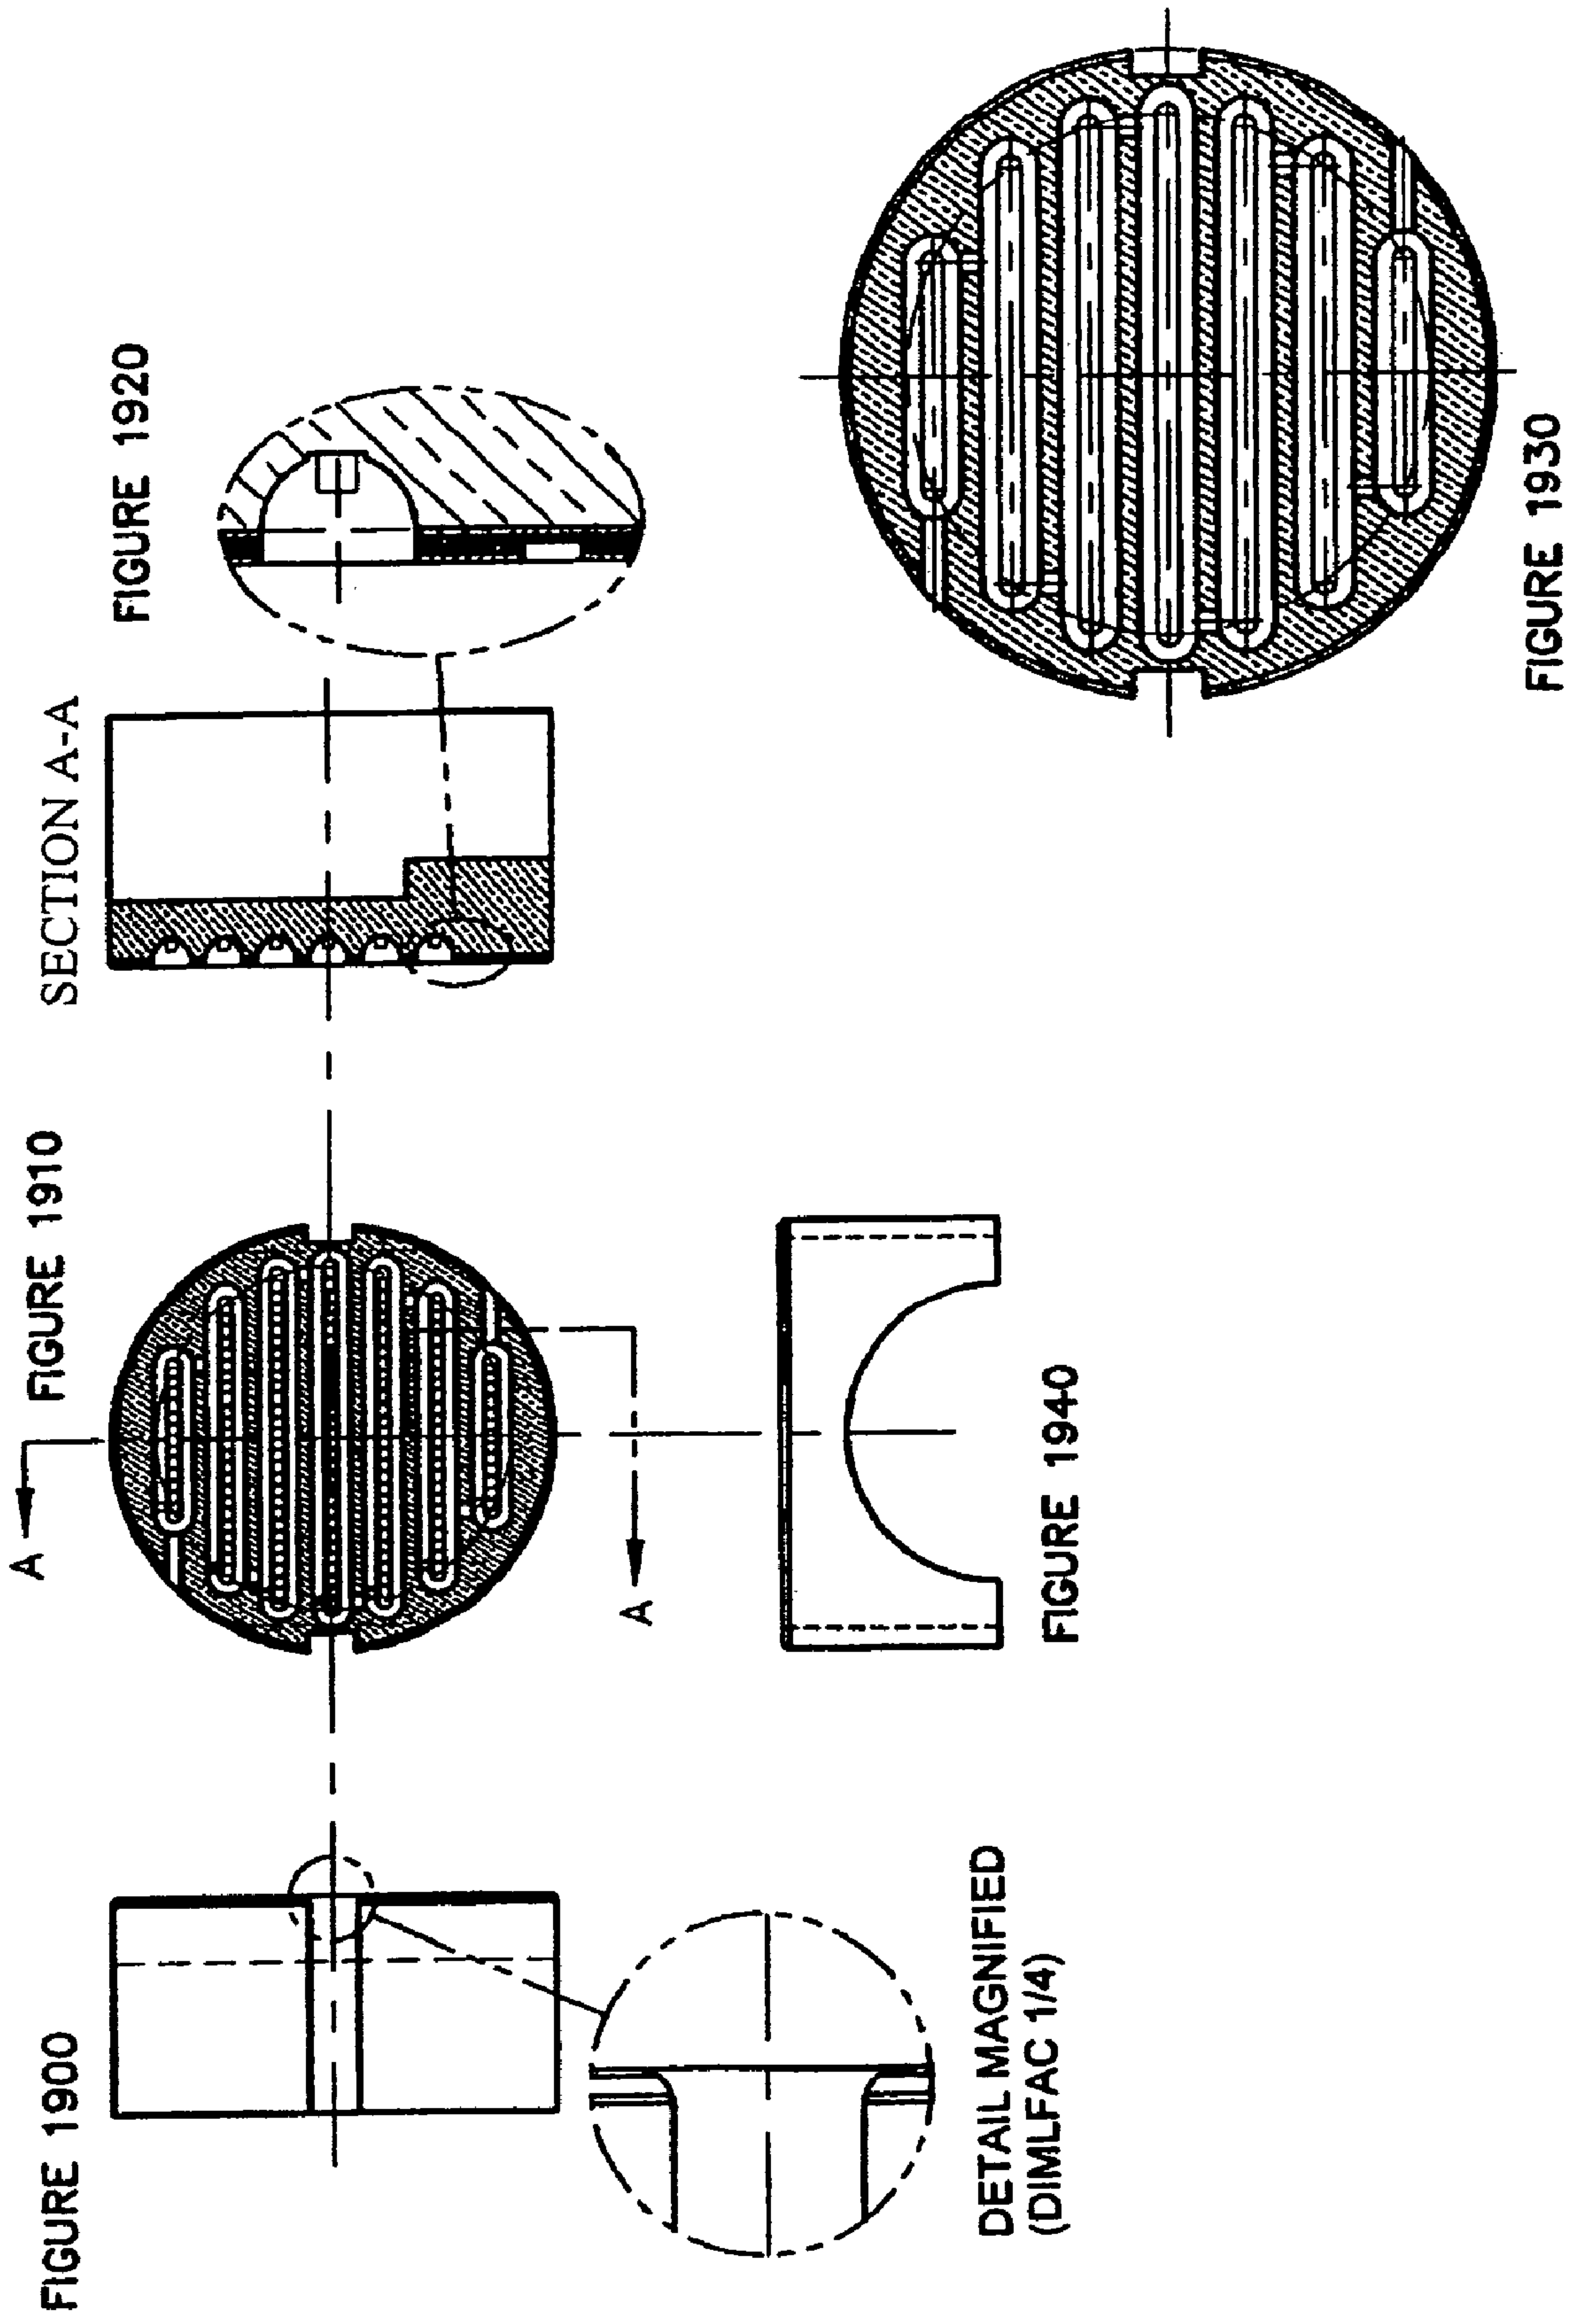 FIGURE 1900
DETAIL MAGNIFIED
(DIMLFAC 1/4)
A
FIGURE 1910
A
FIGURE 1940
SECTION A-A
FIGURE 1920
FIGURE 1930